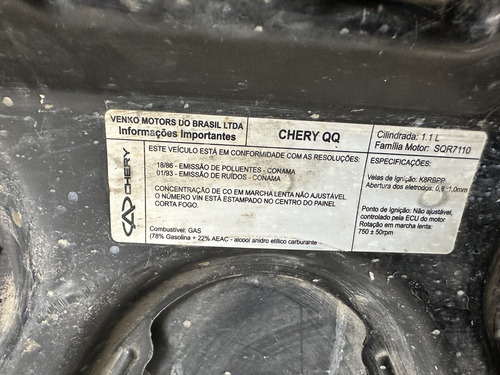 VENKO MOTORS DO BRASIL LTDA
Informações Importantes
CHERY QQ
Cilindrada: 1.1 L
Família Motor: SQR7110
CHERY
ESTE VEÍCULO ESTÁ EM CONFORMIDADE COM AS RESOLUÇÕES:
18/86 - EMISSÃO DE POLUENTES - CONAMA
01/93 - EMISSÃO DE RUÍDOS - CONAMA
CONCENTRAÇÃO DE CO EM MARCHA LENTA NÃO AJUSTÁVEL
O NÚMERO VIN ESTÁ ESTAMPADO NO CENTRO DO PAINEL
CORTA FOGO.
Combustível: GAS
(78% Gasolina + 22% AEAC - alcool anidro etílico carburante
ESPECIFICAÇÕES:
Velas de Ignição: K8RBPP
Abertura dos eletrodos: 0,8 - 1,0mm
Ponto de Ignição: Não ajustável,
controlado pela ECU do motor
Rotação em marcha lenta:
750 ± 50rpm